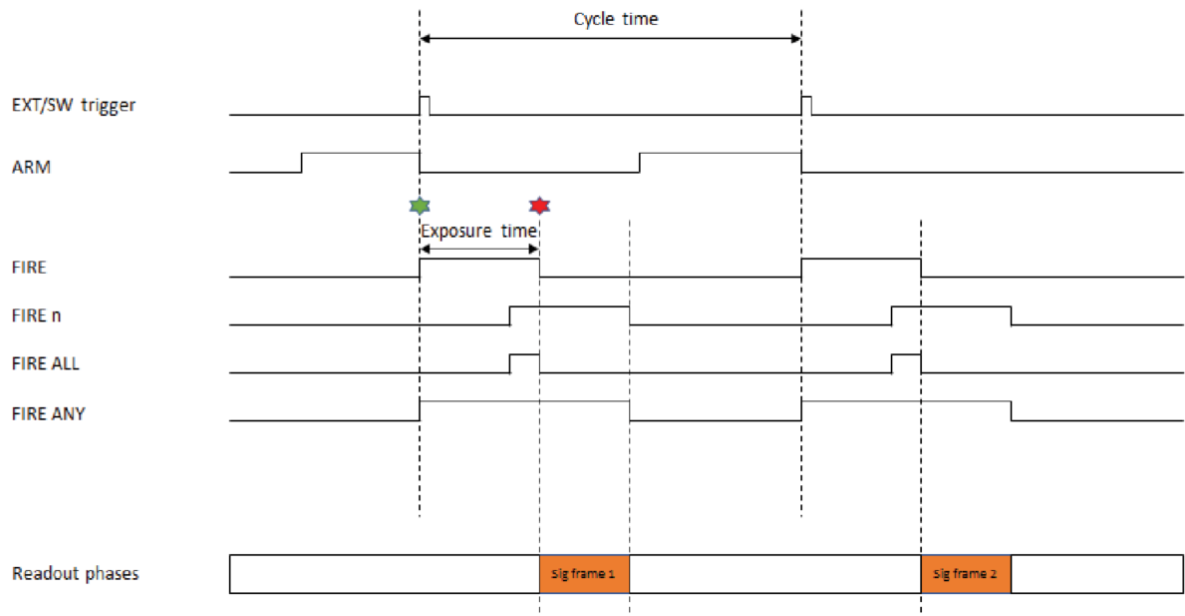 Cycle time
EXT/SW trigger
ARM
Exposure time
FIRE
FIRE n
FIRE ALL
FIRE ANY
Readout phases
Sig frame 1
Sig frame 2